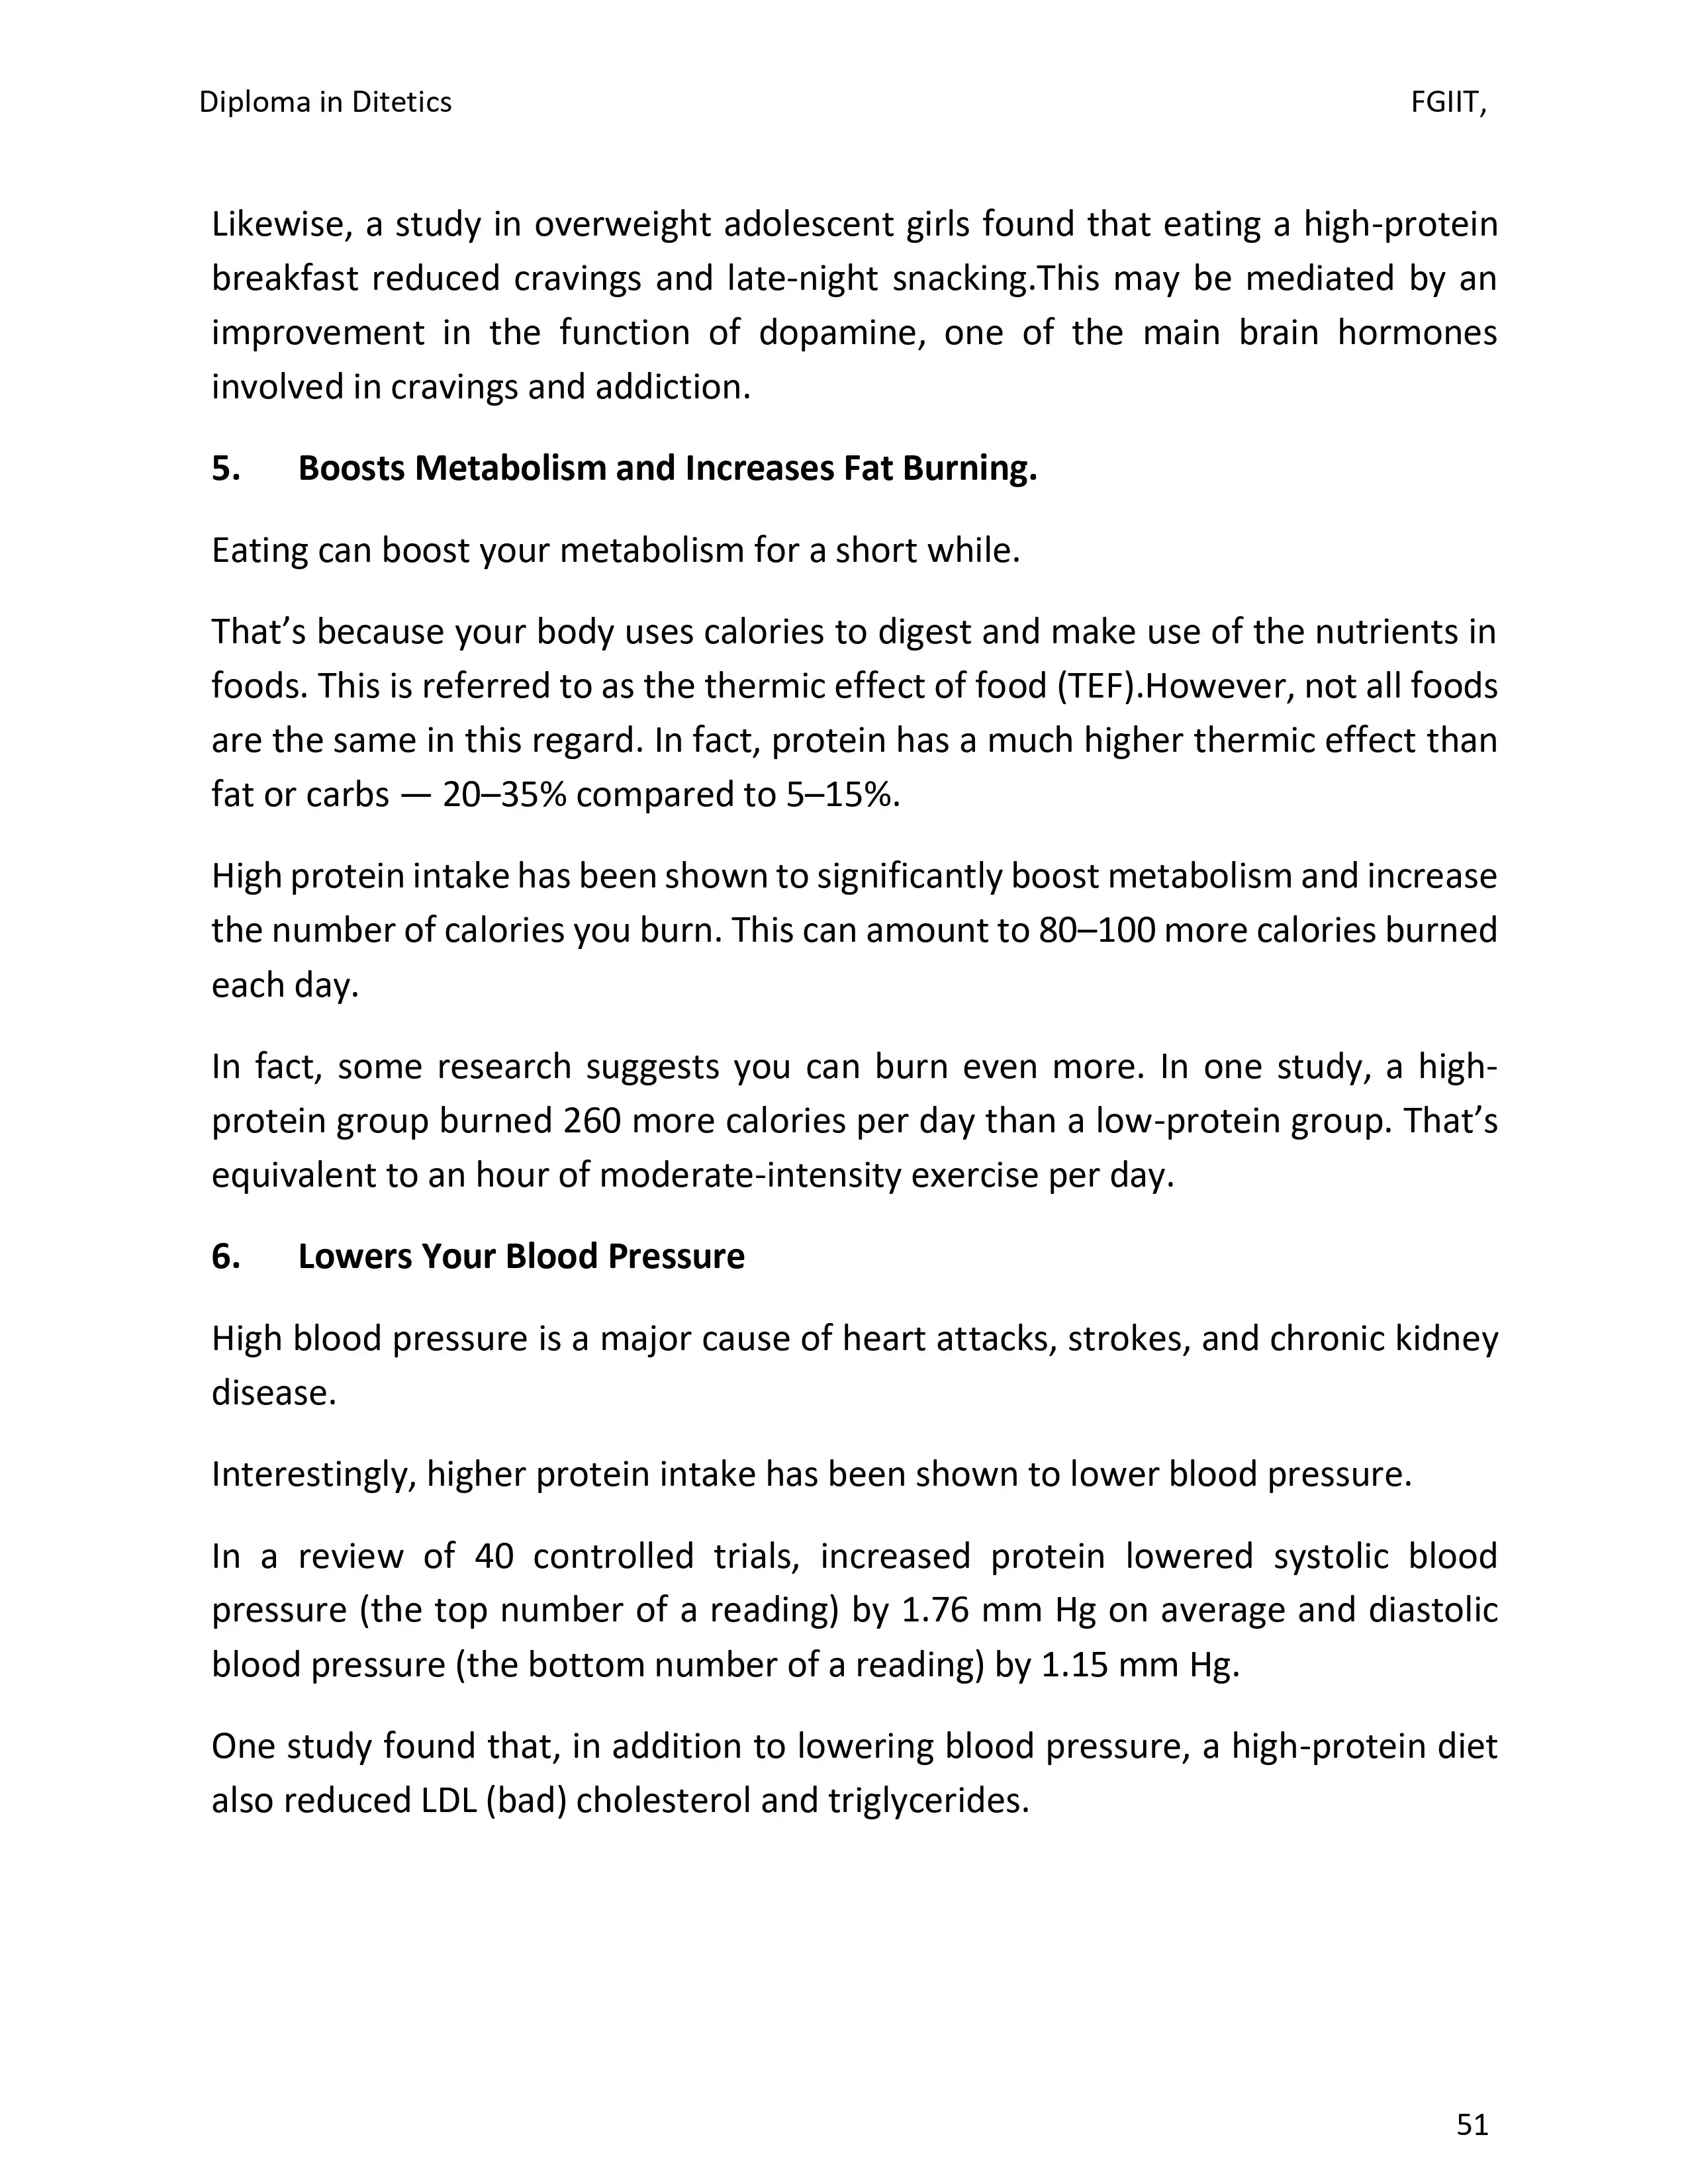 Diploma in Ditetics FGIIT,
Likewise, a study in overweight adolescent girls found that eating a high-protein
breakfast reduced cravings and late-night snacking.This may be mediated by an
improvement in the function of dopamine, one of the main brain hormones
involved in cravings and addiction.
5. Boosts Metabolism and Increases Fat Burning.
Eating can boost your metabolism for a short while.
That’s because your body uses calories to digest and make use of the nutrients in
foods. This is referred to as the thermic effect of food (TEF).However, not all foods
are the same in this regard. In fact, protein has a much higher thermic effect than
fat or carbs — 20–35% compared to 5–15%.
High protein intake has been shown to significantly boost metabolism and increase
the number of calories you burn. This can amount to 80–100 more calories burned
each day.
In fact, some research suggests you can burn even more. In one study, a high-
protein group burned 260 more calories per day than a low-protein group. That’s
equivalent to an hour of moderate-intensity exercise per day.
6. Lowers Your Blood Pressure
High blood pressure is a major cause of heart attacks, strokes, and chronic kidney
disease.
Interestingly, higher protein intake has been shown to lower blood pressure.
In a review of 40 controlled trials, increased protein lowered systolic blood
pressure (the top number of a reading) by 1.76 mm Hg on average and diastolic
blood pressure (the bottom number of a reading) by 1.15 mm Hg.
One study found that, in addition to lowering blood pressure, a high-protein diet
also reduced LDL (bad) cholesterol and triglycerides.
51